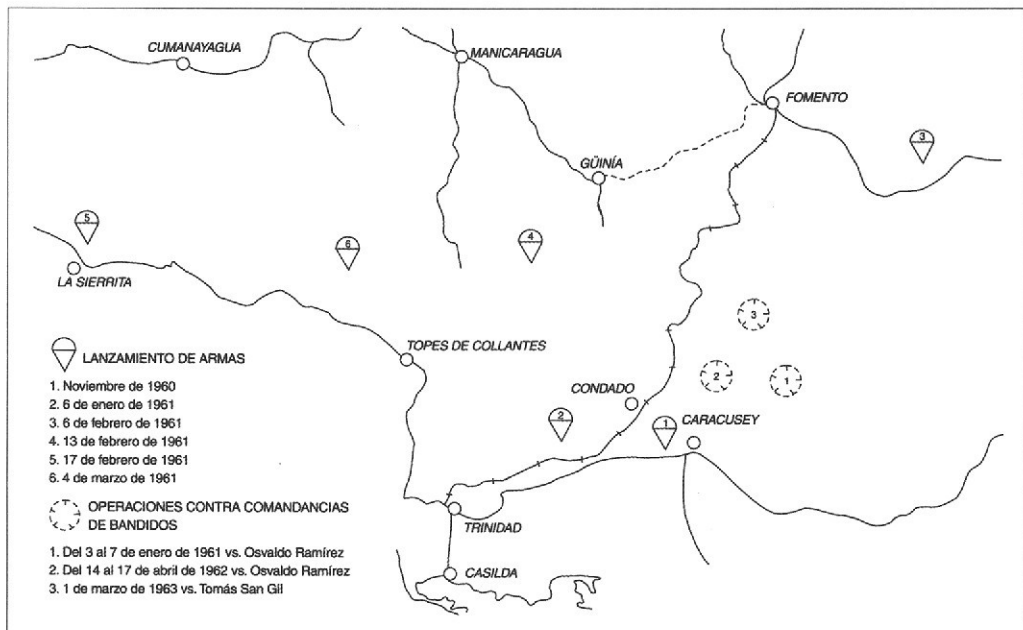 CUMANAYAGUA
MANICARAGUA
FOMENTO
3
GÜINÍA
5
6
4
LA SIERRITA
3
TOPES DE COLLANTES
2
1
CONDADO
2
1
CARACUSEY
TRINIDAD
CASILDA
LANZAMIENTO DE ARMAS
1. Noviembre de 1960
2. 6 de enero de 1961
3. 6 de febrero de 1961
4. 13 de febrero de 1961
5. 17 de febrero de 1961
6. 4 de marzo de 1961
OPERACIONES CONTRA COMANDANCIAS
DE BANDIDOS
1. Del 3 al 7 de enero de 1961 vs. Osvaldo Ramírez
2. Del 14 al 17 de abril de 1962 vs. Osvaldo Ramírez
3. 1 de marzo de 1963 vs. Tomás San Gil